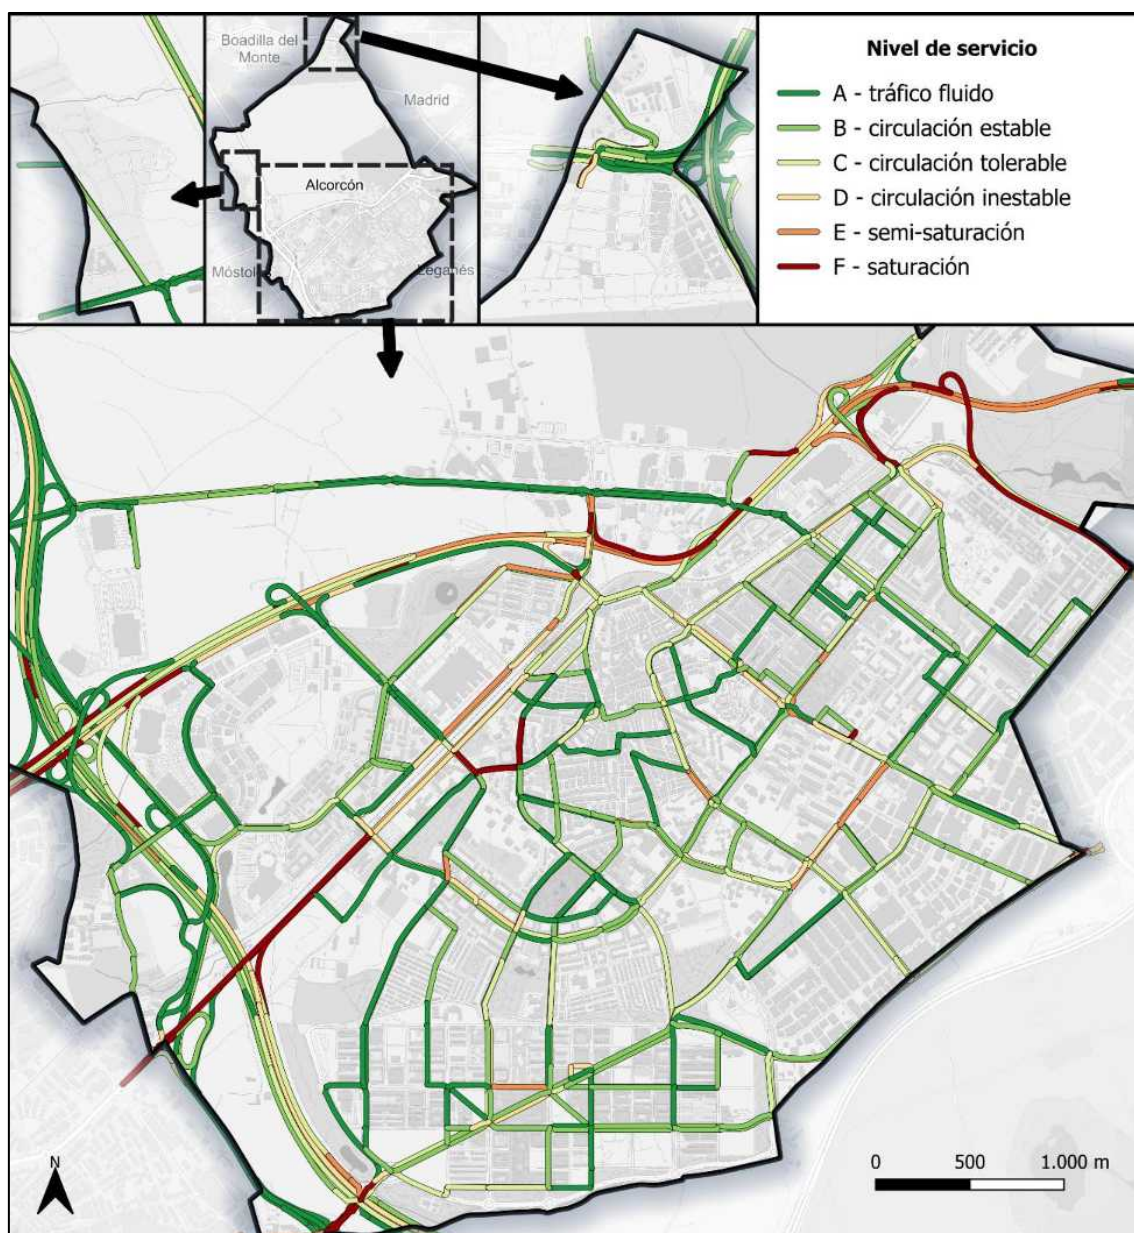 Boadilla del
Monte
Madrid
Alcorcón
Móstoles
Leganés
Nivel de servicio
A - tráfico fluido
B - circulación estable
C - circulación tolerable
D - circulación inestable
E - semi-saturación
F - saturación
N
0 500 1.000 m